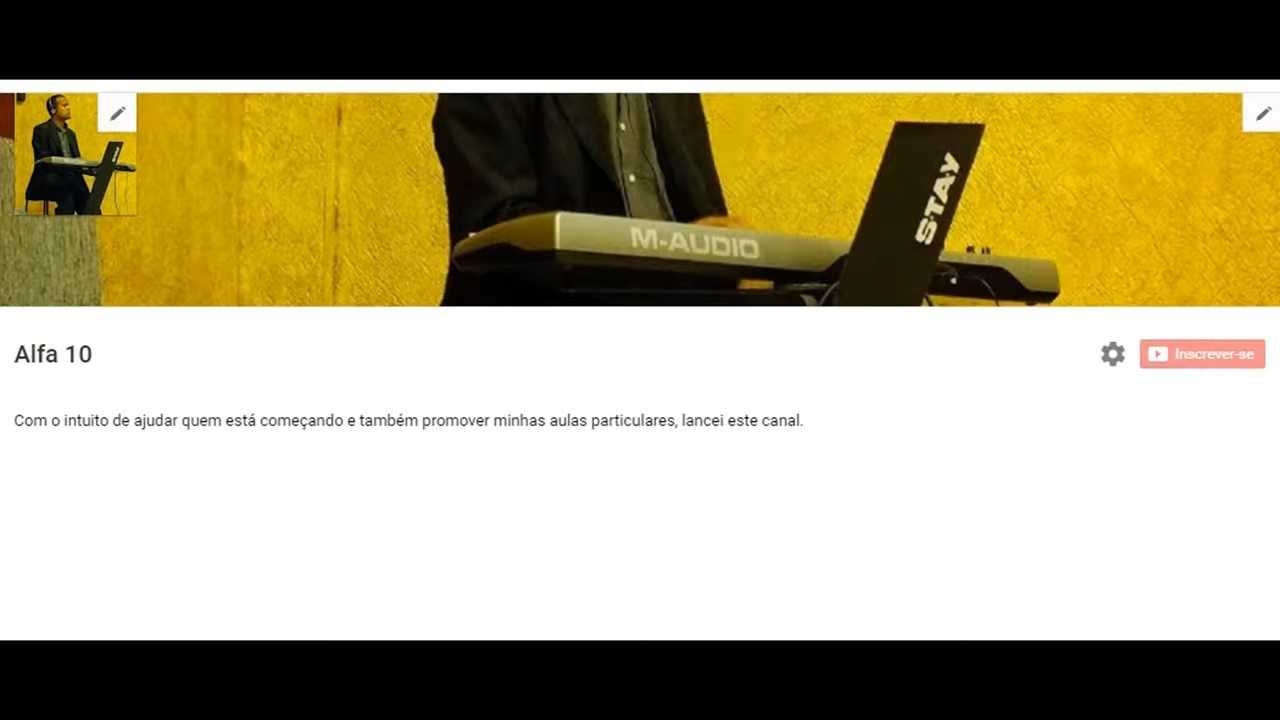 STAY
M-AUDIO
STAY
Alfa 10
Inscrever-se
Com o intuito de ajudar quem está começando e também promover minhas aulas particulares, lancei este canal.